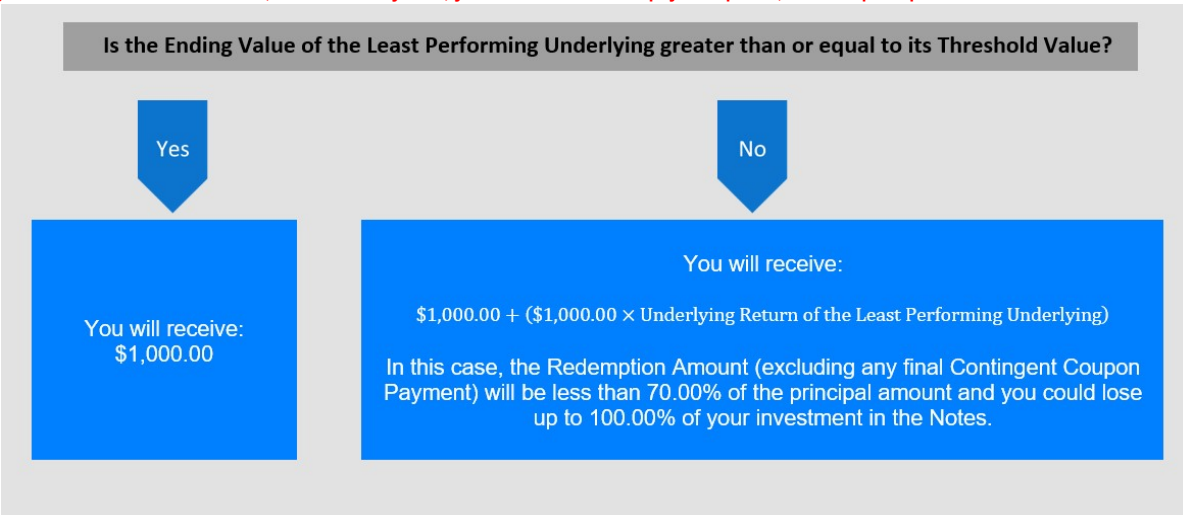 Is the Ending Value of the Least Performing Underlying greater than or equal to its Threshold Value?
Yes
No
You will receive:
$1,000.00
You will receive:
$1,000.00 + ($1,000.00 × Underlying Return of the Least Performing Underlying)
In this case, the Redemption Amount (excluding any final Contingent Coupon
Payment) will be less than 70.00% of the principal amount and you could lose
up to 100.00% of your investment in the Notes.